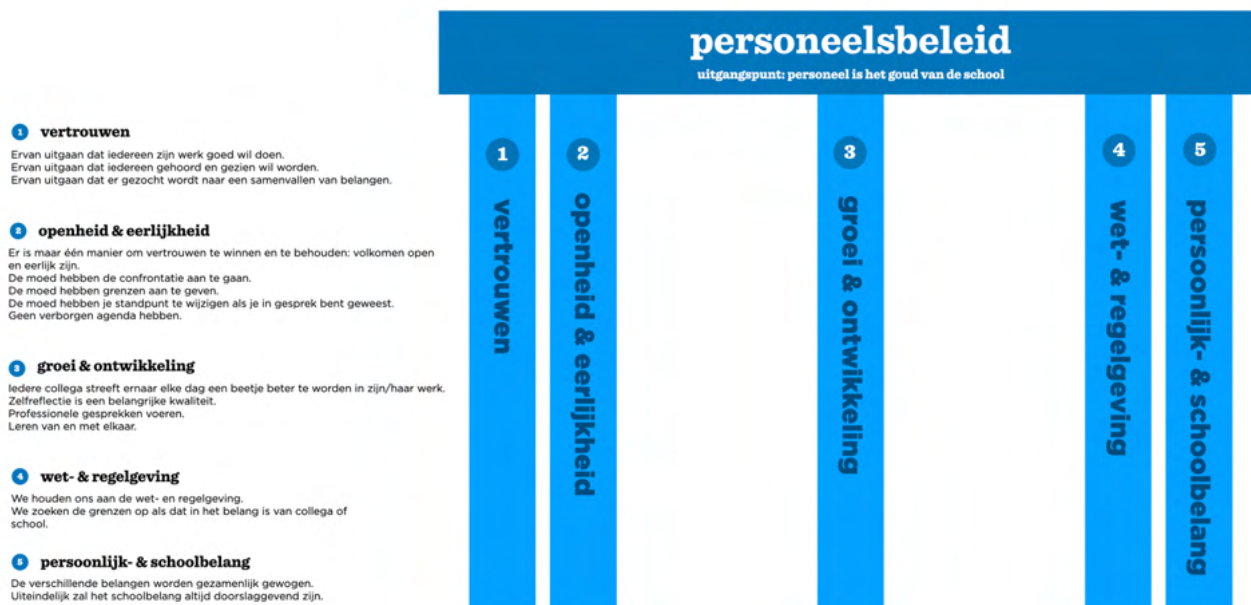 personeelsbeleid
uitgangspunt: personeel is het goud van de school
1 vertrouwen
Ervan uitgaan dat iedereen zijn werk goed wil doen.
Ervan uitgaan dat iedereen gehoord en gezien wil worden.
Ervan uitgaan dat er gezocht wordt naar een samenvallen van belangen.
2 openheid & eerlijkheid
Er is maar één manier om vertrouwen te winnen en te behouden: volkomen open
en eerlijk zijn.
De moed hebben de confrontatie aan te gaan.
De moed hebben grenzen aan te geven.
De moed hebben je standpunt te wijzigen als je in gesprek bent geweest.
Geen verborgen agenda hebben.
3 groei & ontwikkeling
Iedere collega streeft ernaar elke dag een beetje beter te worden in zijn/haar werk.
Zelfreflectie is een belangrijke kwaliteit.
Professionele gesprekken voeren.
Leren van en met elkaar.
4 wet- & regelgeving
We houden ons aan de wet- en regelgeving.
We zoeken de grenzen op als dat in het belang is van collega of
school.
5 persoonlijk- & schoolbelang
De verschillende belangen worden gezamenlijk gewogen.
Uiteindelijk zal het schoolbelang altijd doorslaggevend zijn.
1
vertrouwen
2
openheid & eerlijkheid
3
groei & ontwikkeling
4
wet- & regelgeving
5
persoonlijk- & schoolbelang